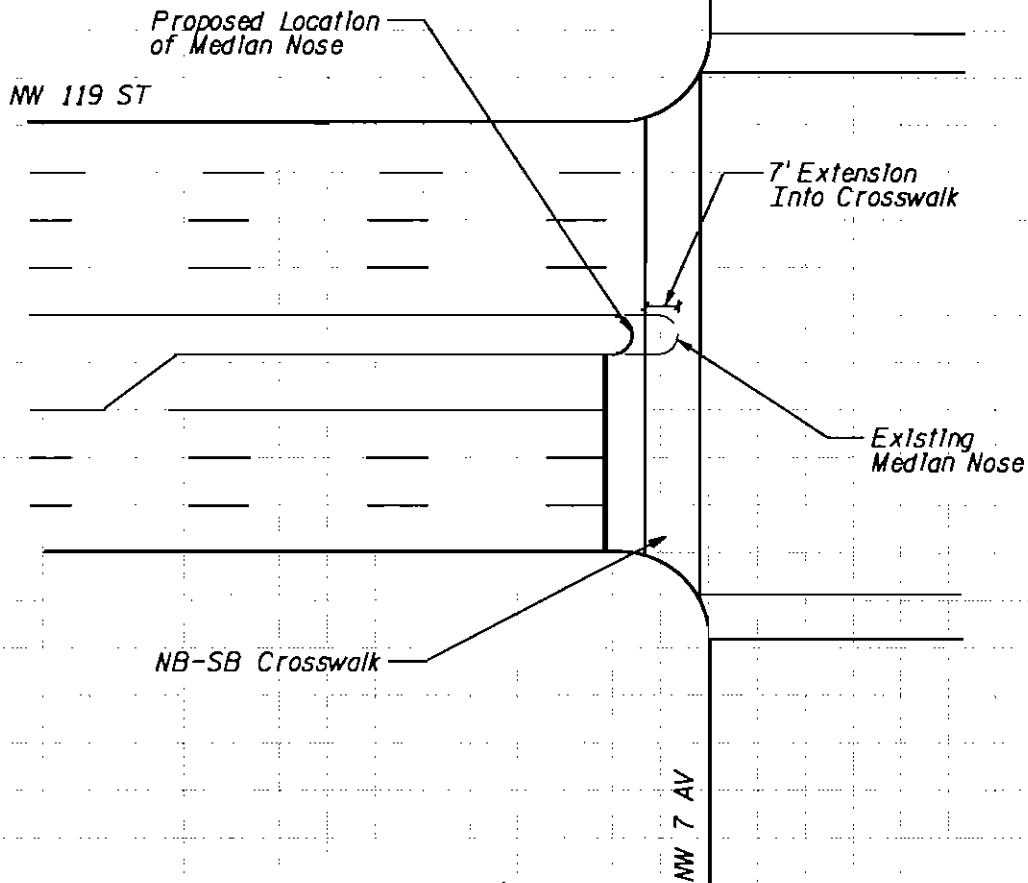 Proposed Location
of Median Nose
NW 119 ST
7' Extension
Into Crosswalk
Existing
Median Nose
NB-SB Crosswalk
NW 7 AV